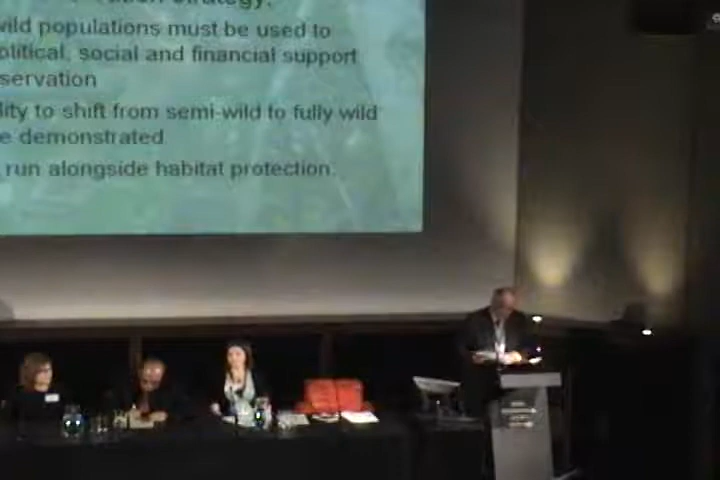 strategy:
wild populations must be used to
political, social and financial support
servation
lity to shift from semi-wild to fully wild
e demonstrated
run alongside habitat protection.